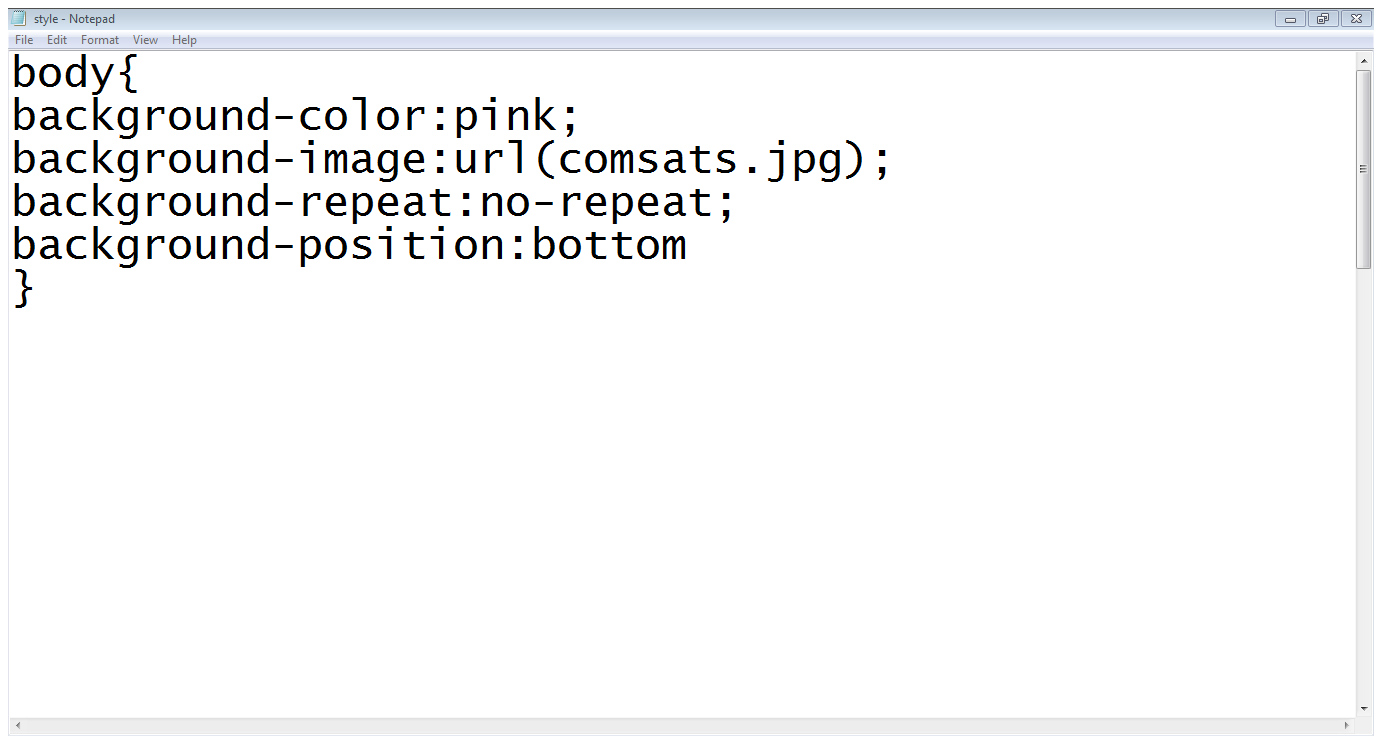 style - Notepad
File Edit Format View Help
body{
background-color:pink;
background-image:url(comsats.jpg);
background-repeat:no-repeat;
background-position:bottom
}